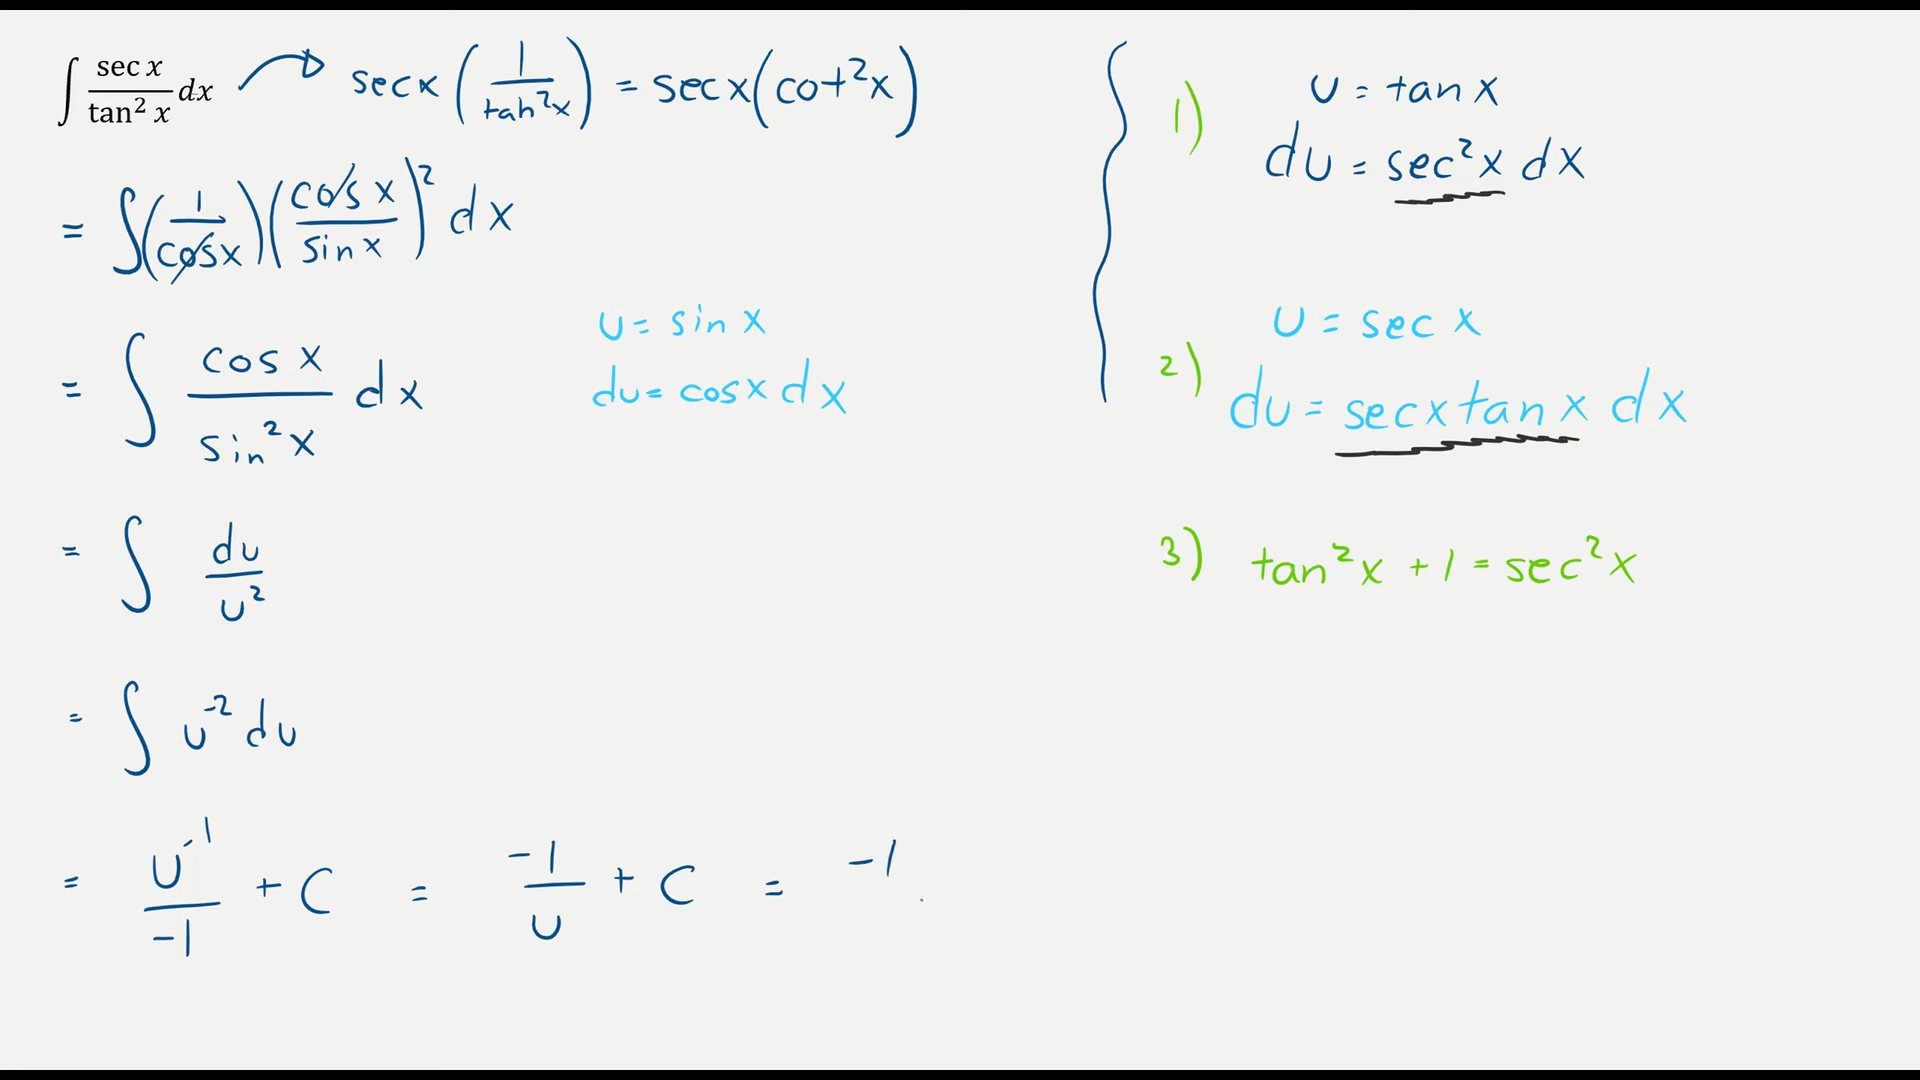 ∫ sec x / tan² x dx → sec x (1 / tan²x) = sec x (cot²x)
= ∫ (1 / cos x) (cos x / sin x)² dx
= ∫ cos x / sin²x dx
u = sin x
du = cos x dx
= ∫ du / u²
= ∫ u⁻² du
= u⁻¹ / -1 + C = -1 / u + C = -1
1) u = tan x
du = sec²x dx
2) u = sec x
du = sec x tan x dx
3) tan²x + 1 = sec²x